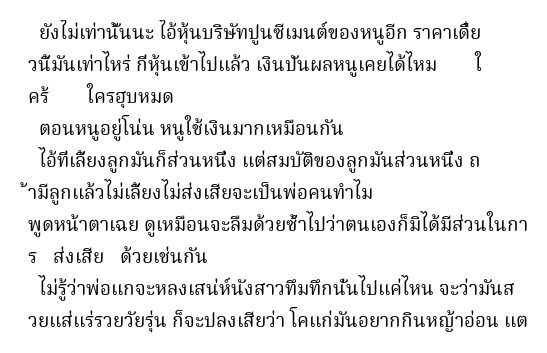 ยังไม่เท่านั้นนะ ไอ้หุ้นบริษัทปูนซีเมนต์ของหนูอีก ราคาเดี๋ย
วนี้มันเท่าไหร่ กี่หุ้นเข้าไปแล้ว เงินปันผลหนูเคยได้ไหม ใ
คร้ ใครฮุบหมด
ตอนหนูอยู่โน่น หนูใช้เงินมากเหมือนกัน
ไอ้ที่เลี้ยงลูกมันก็ส่วนหนึ่ง แต่สมบัติของลูกมันส่วนหนึ่ง ถ
้ามีลูกแล้วไม่เลี้ยงไม่ส่งเสียจะเป็นพ่อคนทำไม
พูดหน้าตาเฉย ดูเหมือนจะลืมด้วยซ้ำไปว่าตนเองก็มิได้มีส่วนในกา
ร ส่งเสีย ด้วยเช่นกัน
ไม่รู้ว่าพ่อแกจะหลงเสน่ห์นังสาวทึมทึกนั้นไปแค่ไหน จะว่ามันส
วยแส่แร่รวยวัยรุ่น ก็จะปลงเสียว่า โคแก่มันอยากกินหญ้าอ่อน แต